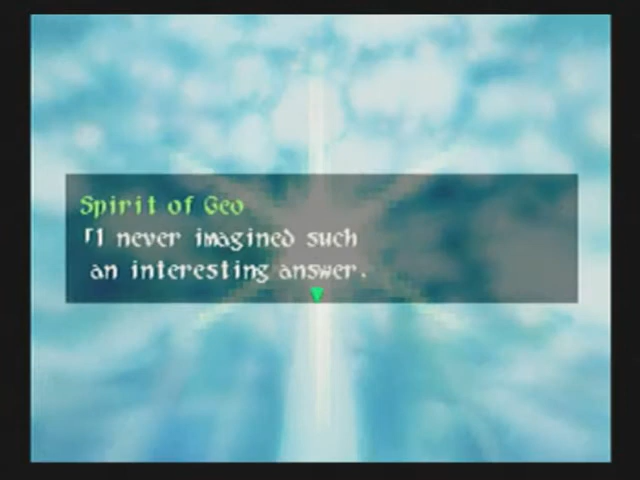 Spirit of Geo
「I never imagined such
an interesting answer.